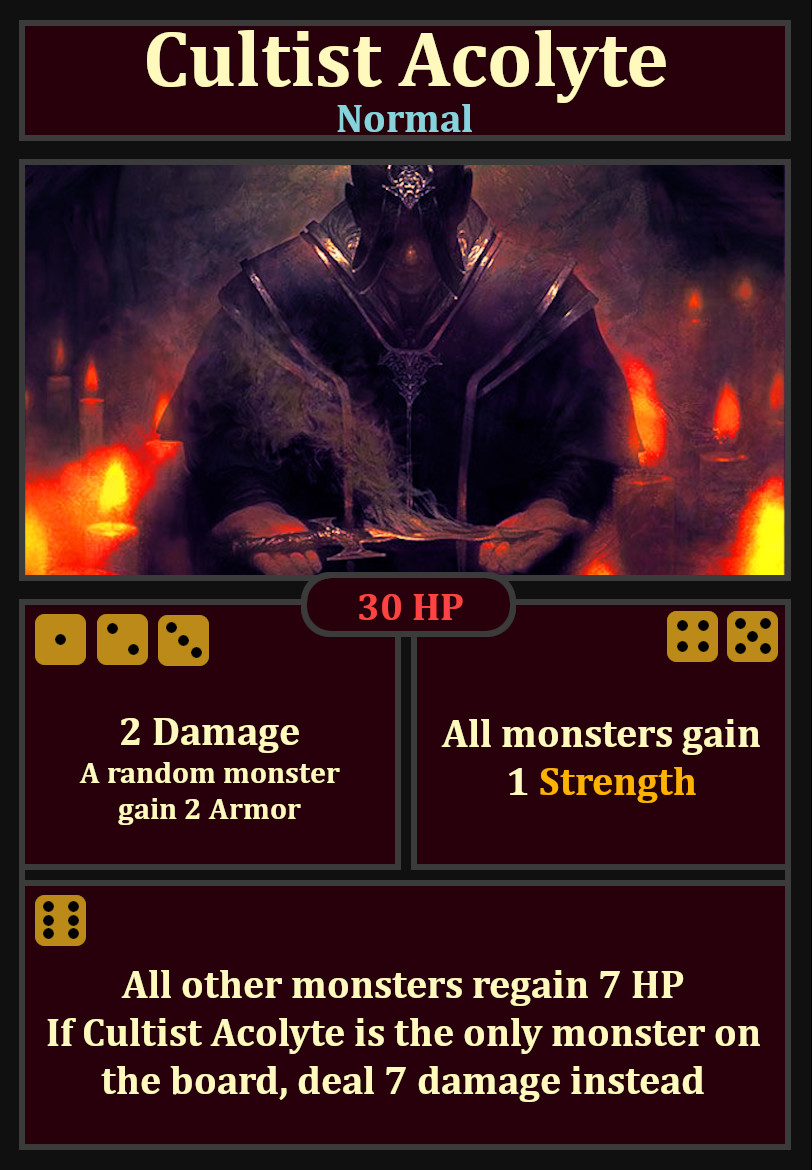 Cultist Acolyte
Normal
30 HP
2 Damage
A random monster
gain 2 Armor
All monsters gain
1 Strength
All other monsters regain 7 HP
If Cultist Acolyte is the only monster on
the board, deal 7 damage instead